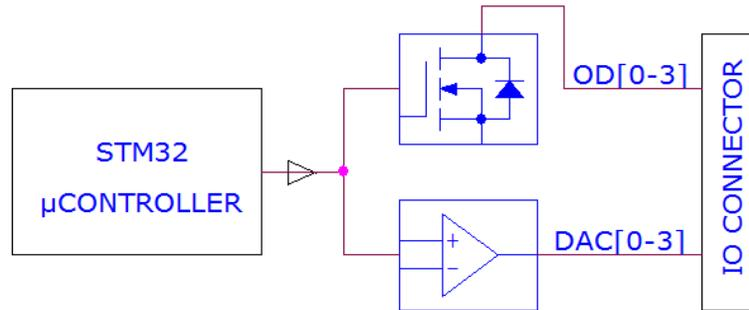 STM32
µCONTROLLER
OD[0-3]
DAC[0-3]
IO CONNECTOR
+
−